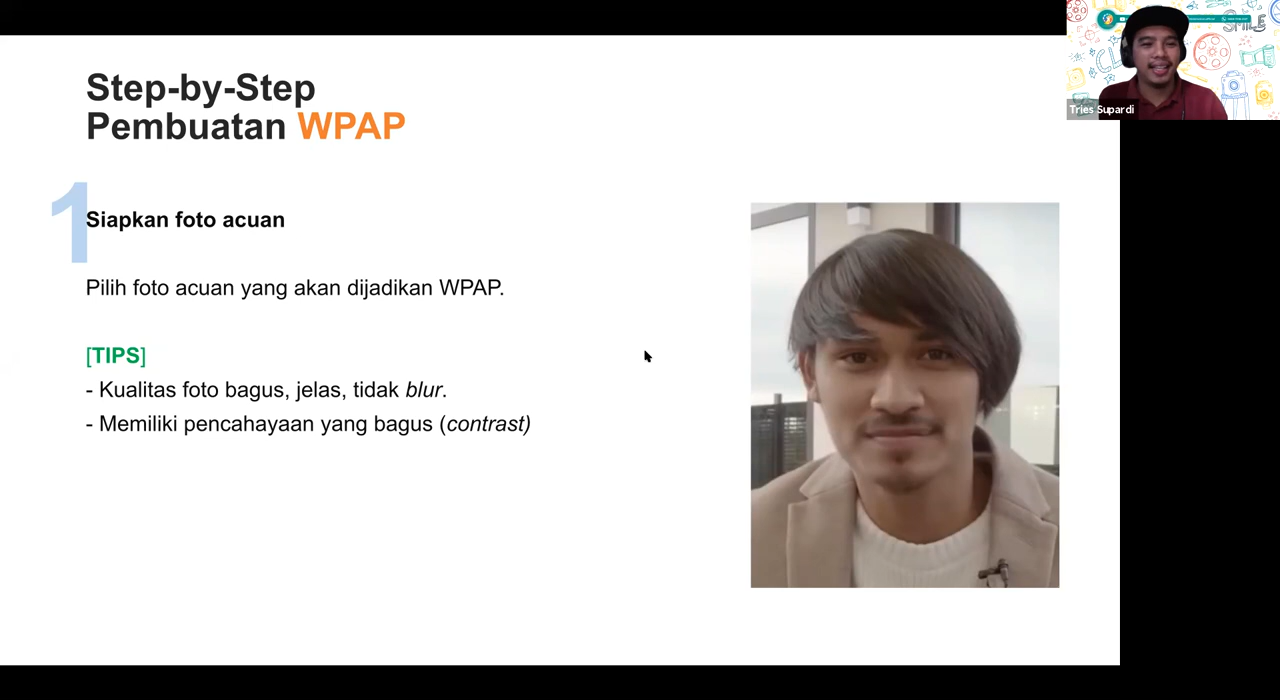 Step-by-Step
Pembuatan WPAP
1
Siapkan foto acuan
Pilih foto acuan yang akan dijadikan WPAP.
[TIPS]
- Kualitas foto bagus, jelas, tidak blur.
- Memiliki pencahayaan yang bagus (contrast)
SMILE
Tries Supardi